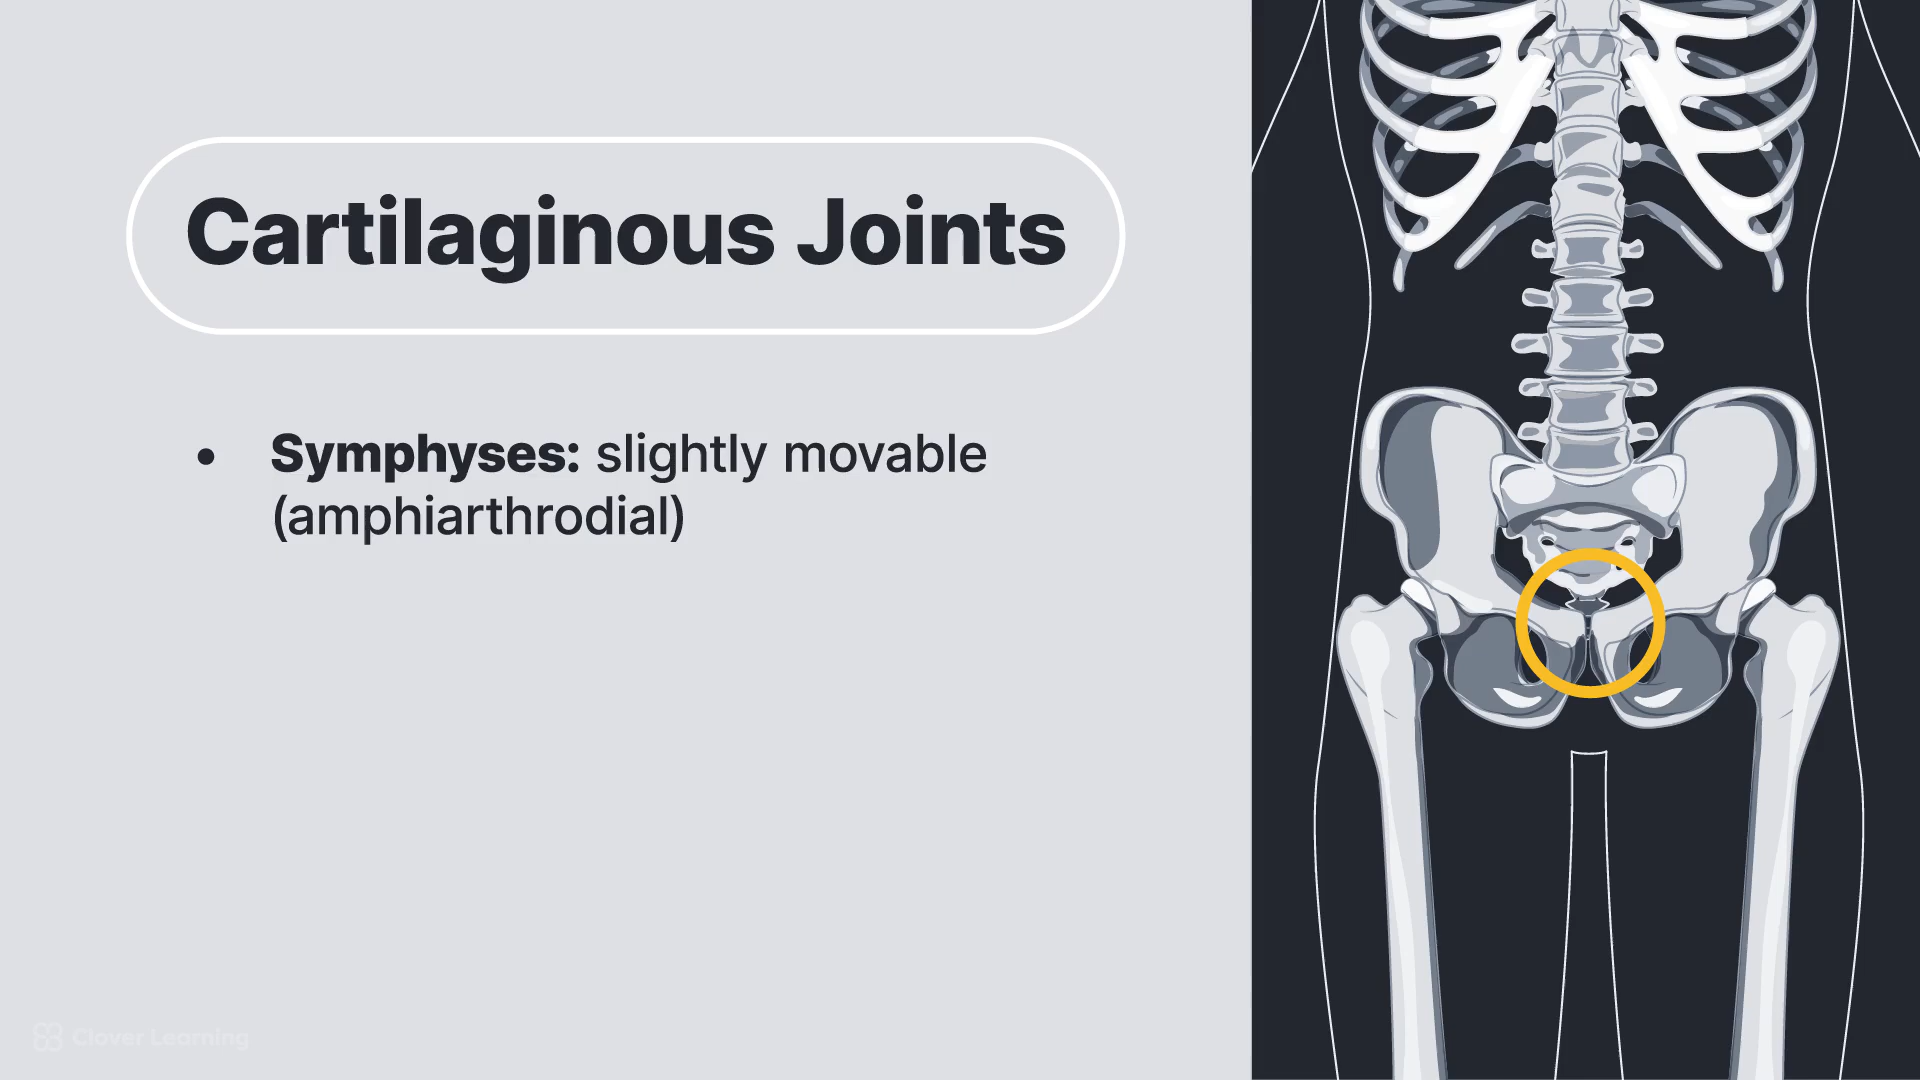 Cartilaginous Joints
• Symphyses: slightly movable
(amphiarthrodial)
Clover Learning